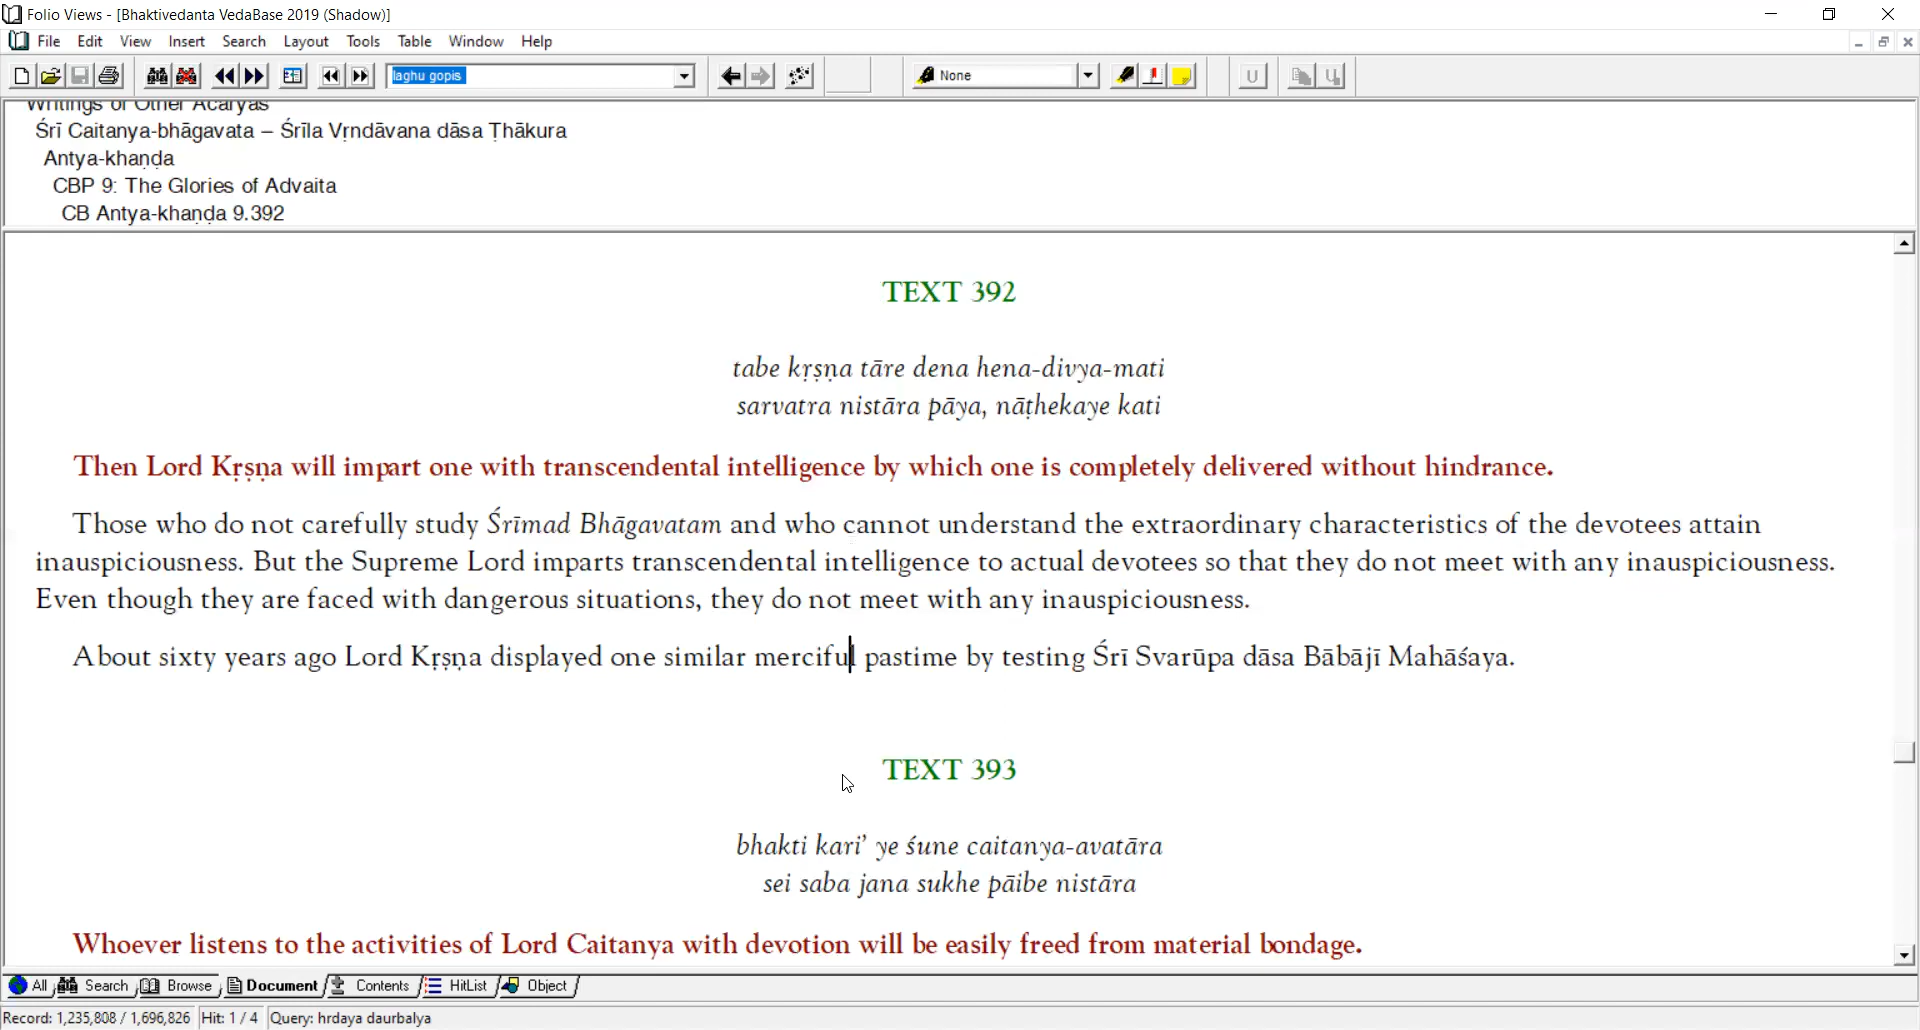 Folio Views - [Bhaktivedanta VedaBase 2019 (Shadow)]
File Edit View Insert Search Layout Tools Table Window Help
laghu gopis
None
U
Writings of Other Acaryas
Śrī Caitanya-bhāgavata – Śrīla Vṛndāvana dāsa Ṭhākura
Antya-khaṇḍa
CBP 9: The Glories of Advaita
CB Antya-khaṇḍa 9.392
TEXT 392
tabe kṛṣṇa tāre dena hena-divya-mati
sarvatra nistāra pāya, nāṭhekaye kati
Then Lord Kṛṣṇa will impart one with transcendental intelligence by which one is completely delivered without hindrance.
Those who do not carefully study Śrīmad Bhāgavatam and who cannot understand the extraordinary characteristics of the devotees attain
inauspiciousness. But the Supreme Lord imparts transcendental intelligence to actual devotees so that they do not meet with any inauspiciousness.
Even though they are faced with dangerous situations, they do not meet with any inauspiciousness.
About sixty years ago Lord Kṛṣṇa displayed one similar merciful pastime by testing Śrī Svarūpa dāsa Bābājī Mahāśaya.
TEXT 393
bhakti kari’ ye śune caitanya-avatāra
sei saba jana sukhe pāibe nistāra
Whoever listens to the activities of Lord Caitanya with devotion will be easily freed from material bondage.
All Search Browse Document Contents HitList Object
Record: 1,235,808 / 1,696,826 Hit: 1 / 4 Query: hrdaya daurbalya